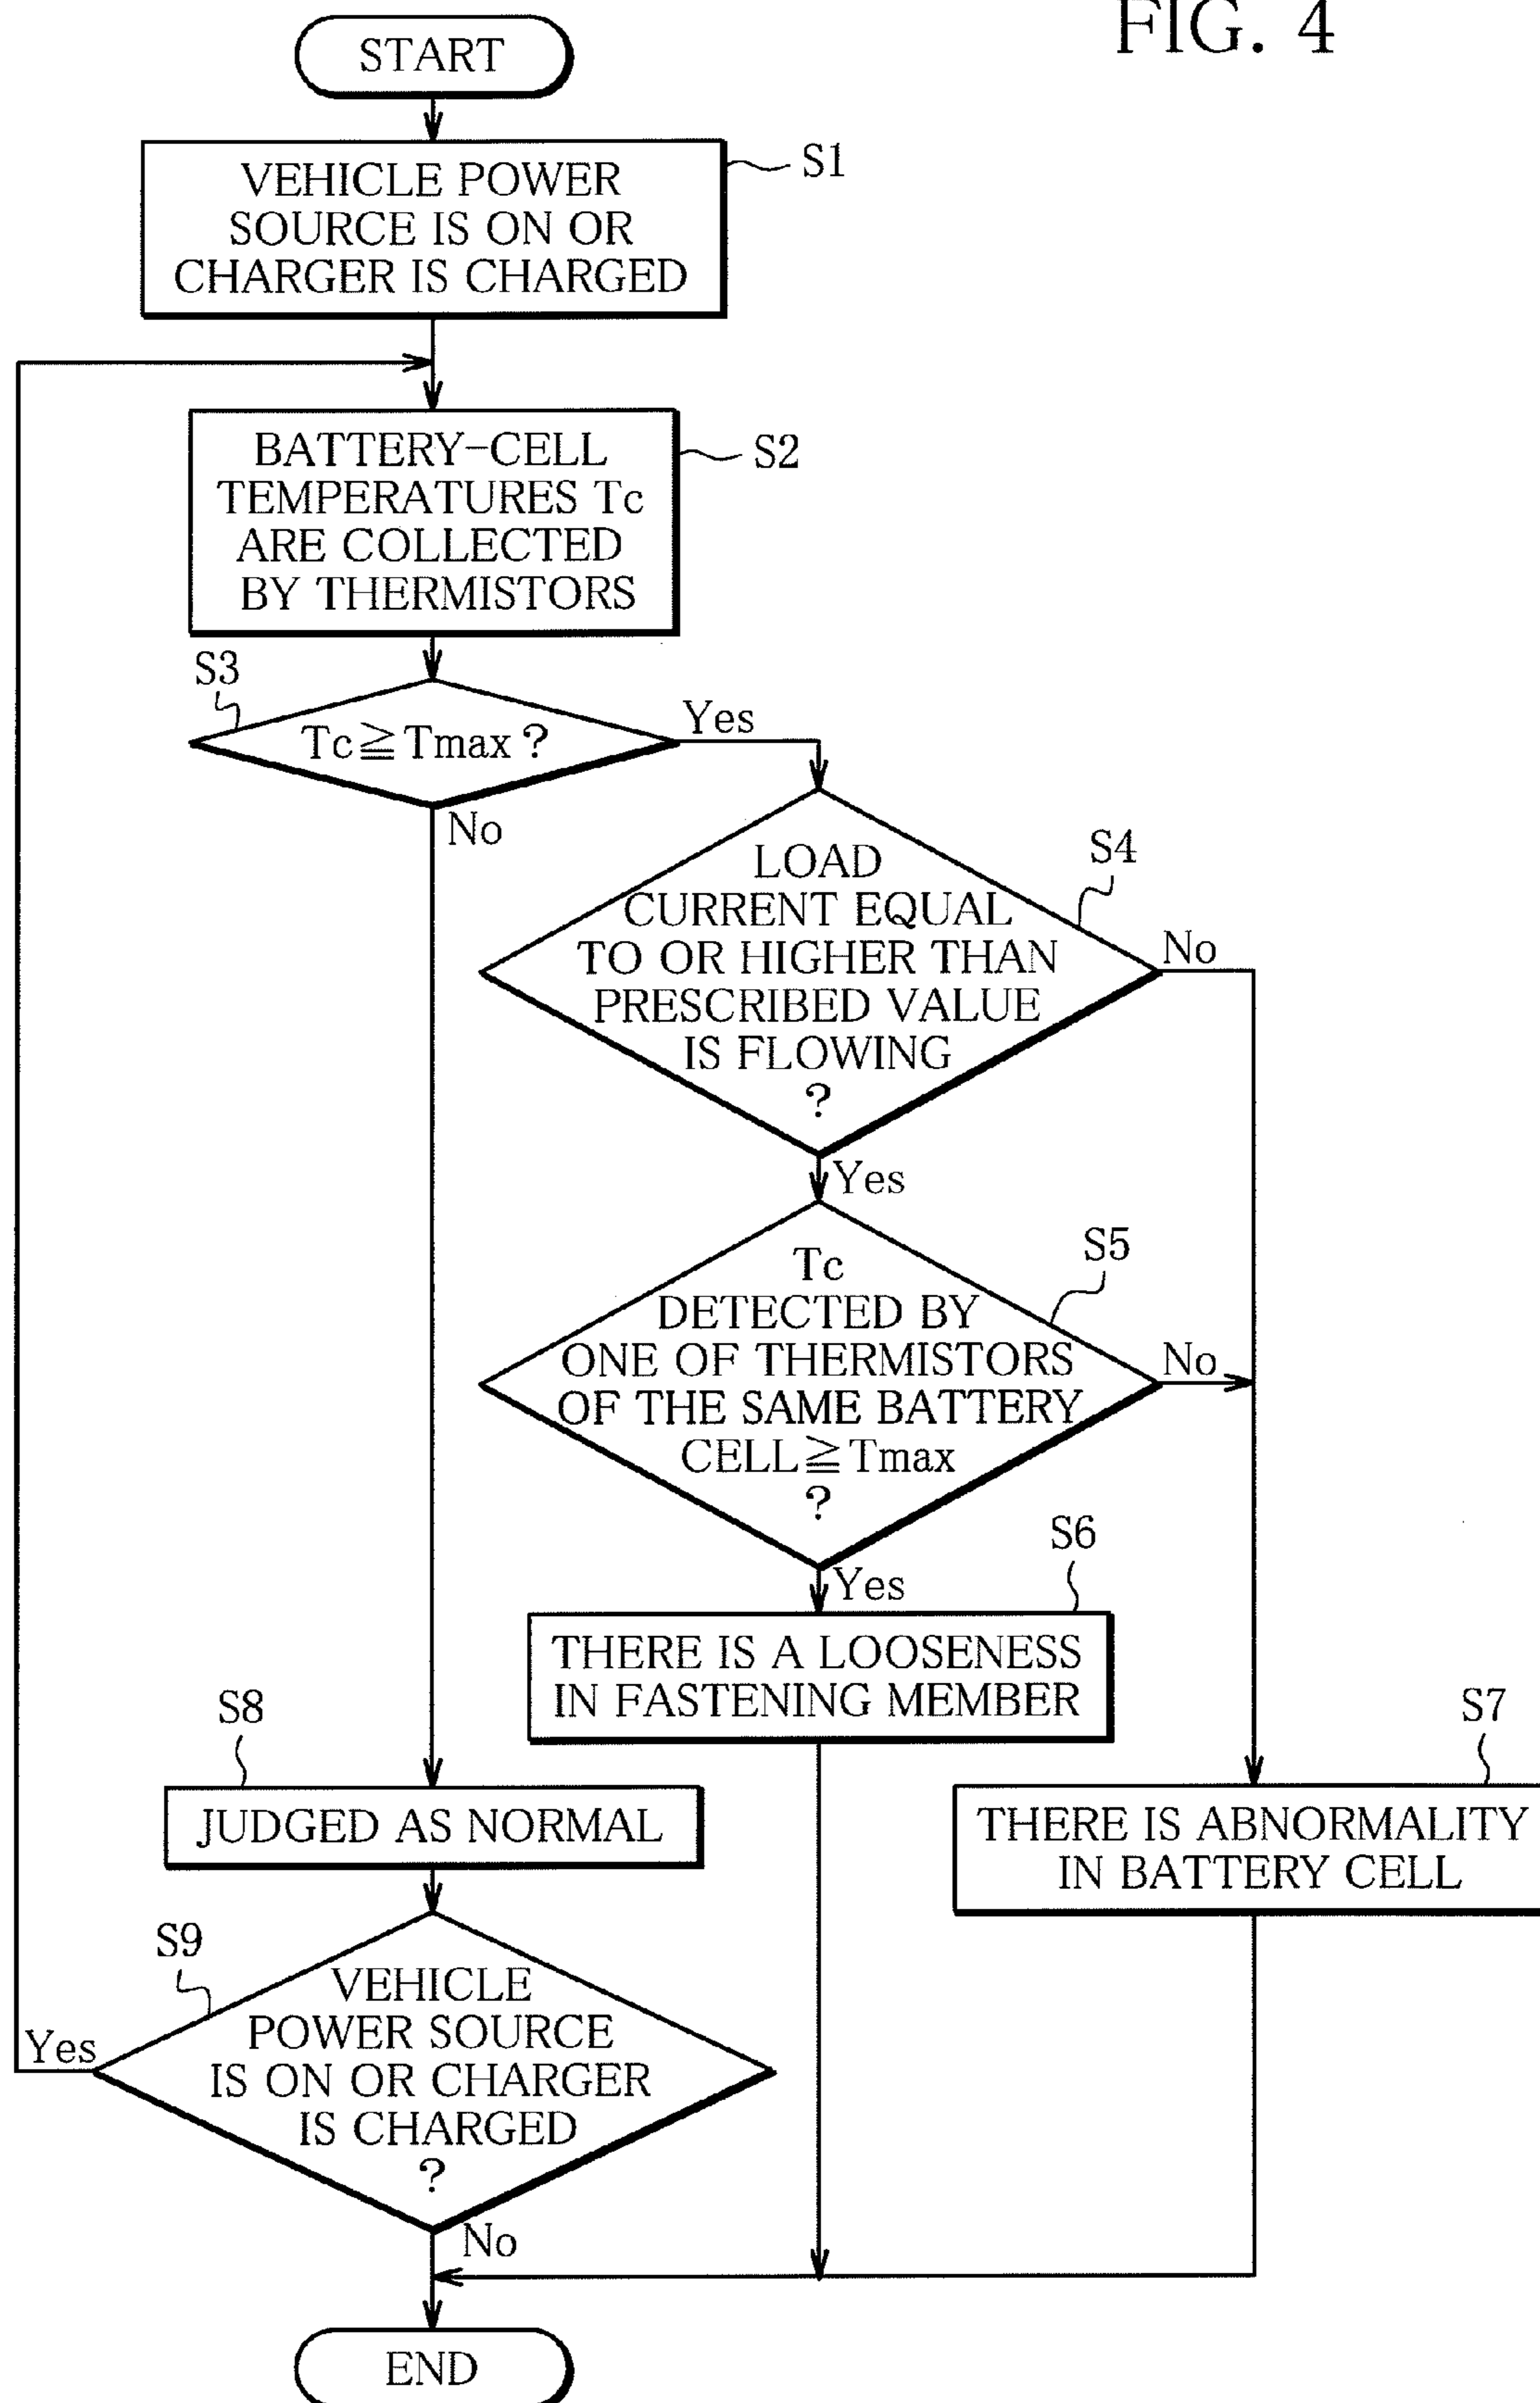 FIG. 4
START
VEHICLE POWER
SOURCE IS ON OR
CHARGER IS CHARGED
S1
BATTERY-CELL
TEMPERATURES Tc
ARE COLLECTED
BY THERMISTORS
S2
S3
Tc≧Tmax ?
Yes
No
LOAD
CURRENT EQUAL
TO OR HIGHER THAN
PRESCRIBED VALUE
IS FLOWING
?
S4
No
Yes
Tc
DETECTED BY
ONE OF THERMISTORS
OF THE SAME BATTERY
CELL≧Tmax
?
S5
No
Yes
S6
THERE IS A LOOSENESS
IN FASTENING MEMBER
S7
THERE IS ABNORMALITY
IN BATTERY CELL
S8
JUDGED AS NORMAL
S9
VEHICLE
POWER SOURCE
IS ON OR CHARGER
IS CHARGED
?
Yes
No
END